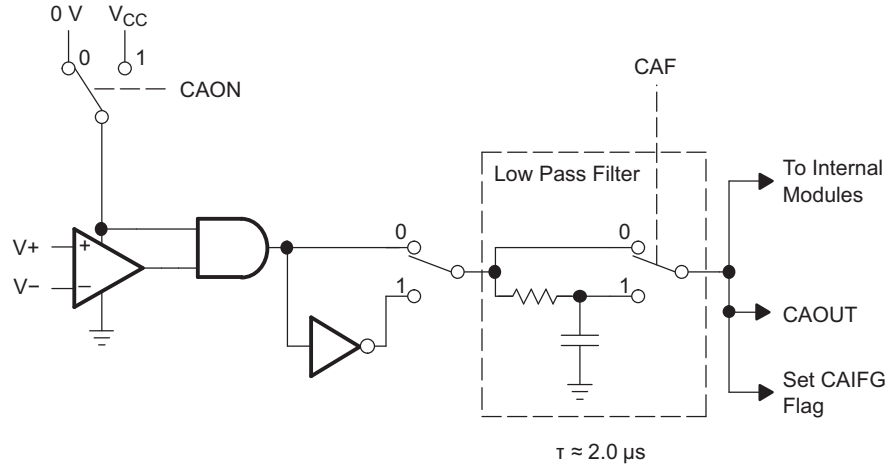 0 V
VCC
0
1
CAON
CAF
Low Pass Filter
To Internal
Modules
V+
+
V−
−
0
1
0
1
CAOUT
Set CAIFG
Flag
τ ≈ 2.0 μs